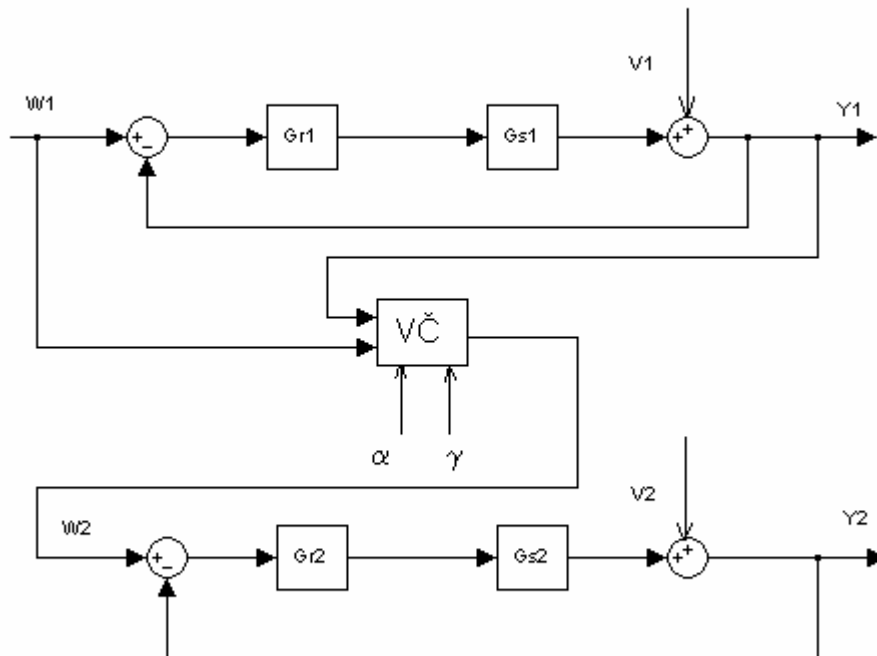 V1
W1
Y1
Gr1
Gs1
+
-
+
+
VČ
α
γ
V2
W2
Y2
Gr2
Gs2
+
-
+
+